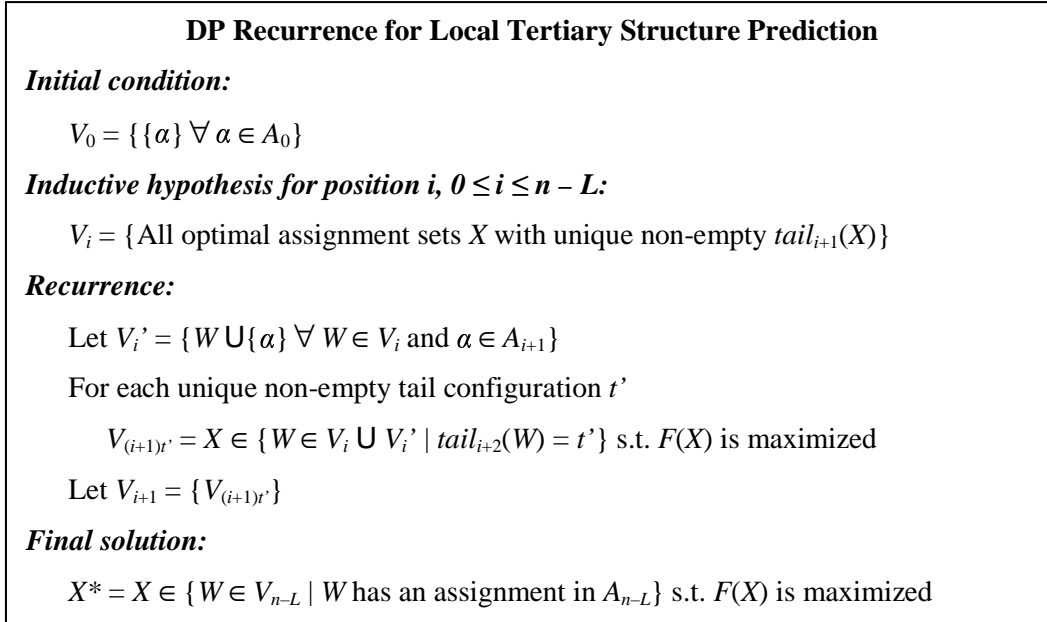 DP Recurrence for Local Tertiary Structure Prediction
Initial condition:
V₀ = {{α} ∀ α ∈ A₀}
Inductive hypothesis for position i, 0 ≤ i ≤ n – L:
Vᵢ = {All optimal assignment sets X with unique non-empty tailᵢ₊₁(X)}
Recurrence:
Let Vᵢ’ = {W ∪{α} ∀ W ∈ Vᵢ and α ∈ Aᵢ₊₁}
For each unique non-empty tail configuration t’
V₍ᵢ₊₁₎ₜ’ = X ∈ {W ∈ Vᵢ ∪ Vᵢ’ | tailᵢ₊₂(W) = t’} s.t. F(X) is maximized
Let Vᵢ₊₁ = {V₍ᵢ₊₁₎ₜ’}
Final solution:
X* = X ∈ {W ∈ Vn–L | W has an assignment in An–L} s.t. F(X) is maximized